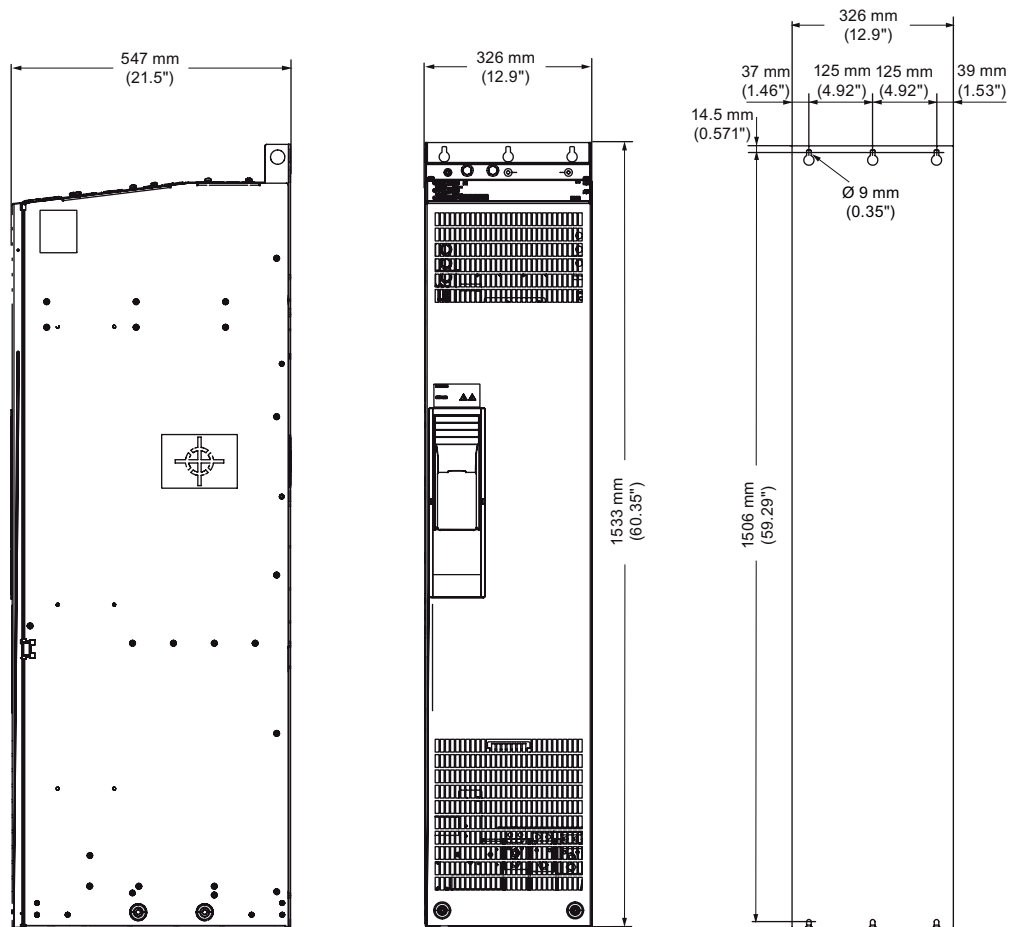 547 mm
(21.5")
326 mm
(12.9")
1533 mm
(60.35")
326 mm
(12.9")
37 mm
(1.46")
125 mm
(4.92")
125 mm
(4.92")
39 mm
(1.53")
14.5 mm
(0.571")
Ø 9 mm
(0.35")
1506 mm
(59.29")